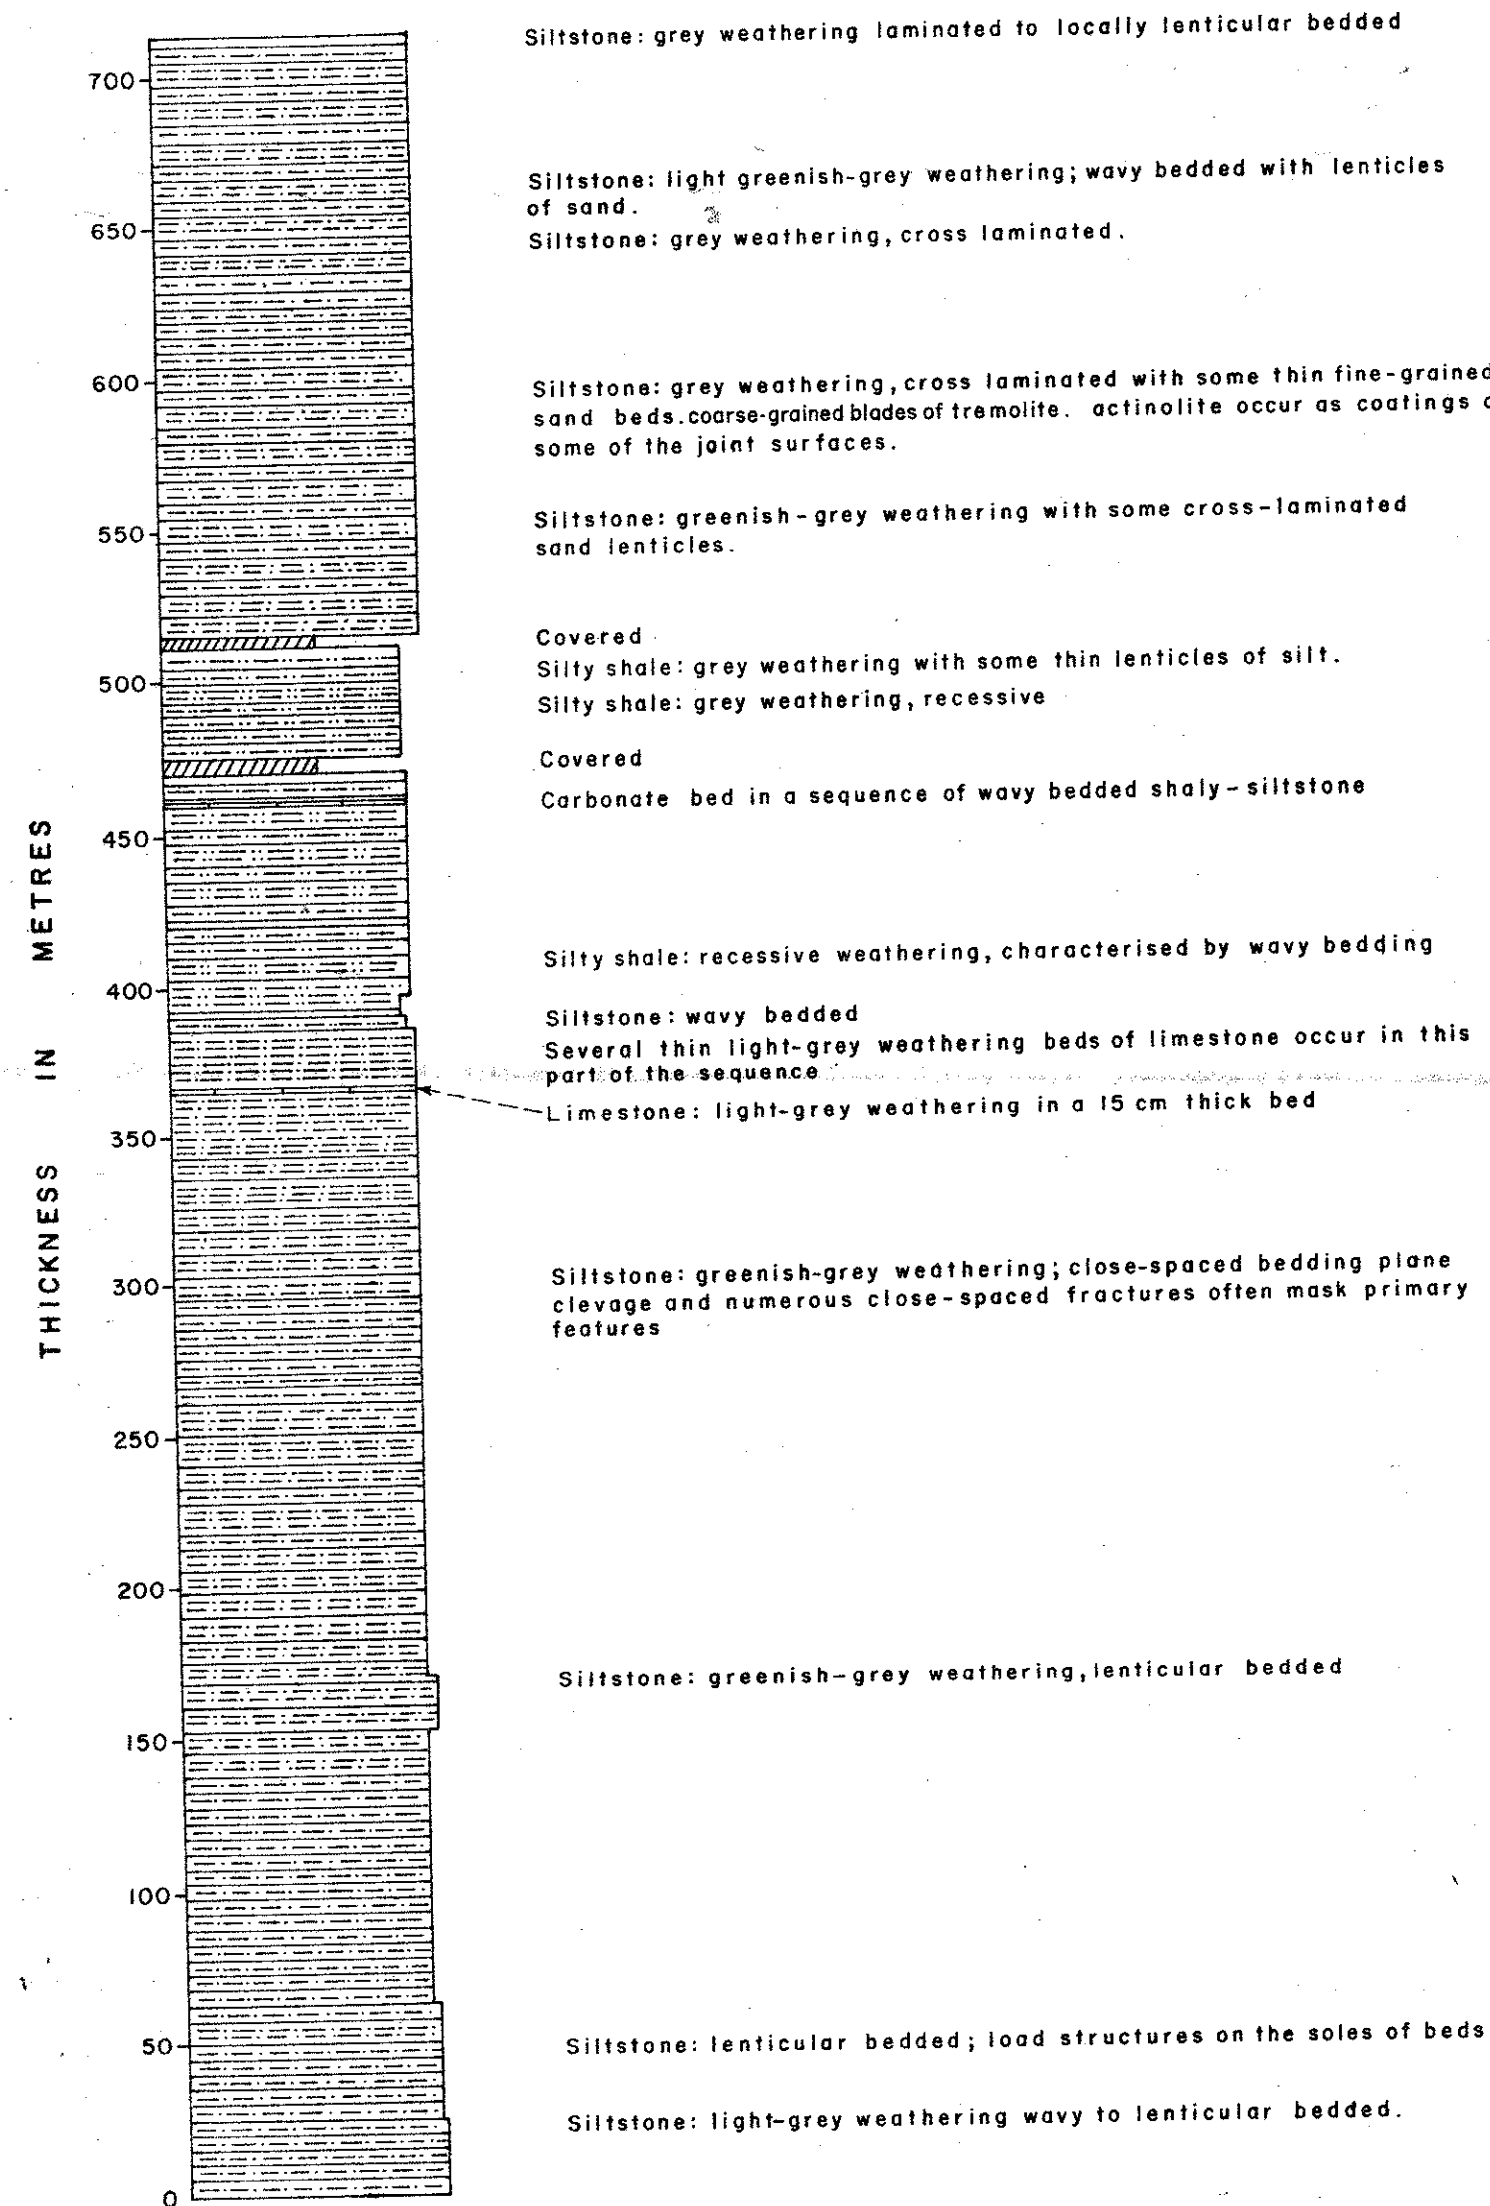 Siltstone: grey weathering laminated to locally lenticular bedded
700
Siltstone: light greenish-grey weathering; wavy bedded with lenticles
of sand.
650
Siltstone: grey weathering, cross laminated.
600
Siltstone: grey weathering, cross laminated with some thin fine-grained
sand beds. coarse-grained blades of tremolite. actinolite occur as coatings
some of the joint surfaces.
Siltstone: greenish-grey weathering with some cross-laminated
550
sand lenticles.
Covered
Silty shale: grey weathering with some thin lenticles of silt.
500
Silty shale: grey weathering, recessive
Covered
Carbonate bed in a sequence of wavy bedded shaly-siltstone
450
THICKNESS IN METRES
Silty shale: recessive weathering, characterised by wavy bedding
400
Siltstone: wavy bedded
Several thin light-grey weathering beds of limestone occur in this
part of the sequence
Limestone: light-grey weathering in a 15 cm thick bed
350
Siltstone: greenish-grey weathering; close-spaced bedding plane
300
clevage and numerous close-spaced fractures often mask primary
features
250
200
Siltstone: greenish-grey weathering, lenticular bedded
150
100
50
Siltstone: lenticular bedded; load structures on the soles of beds
Siltstone: light-grey weathering wavy to lenticular bedded.
0